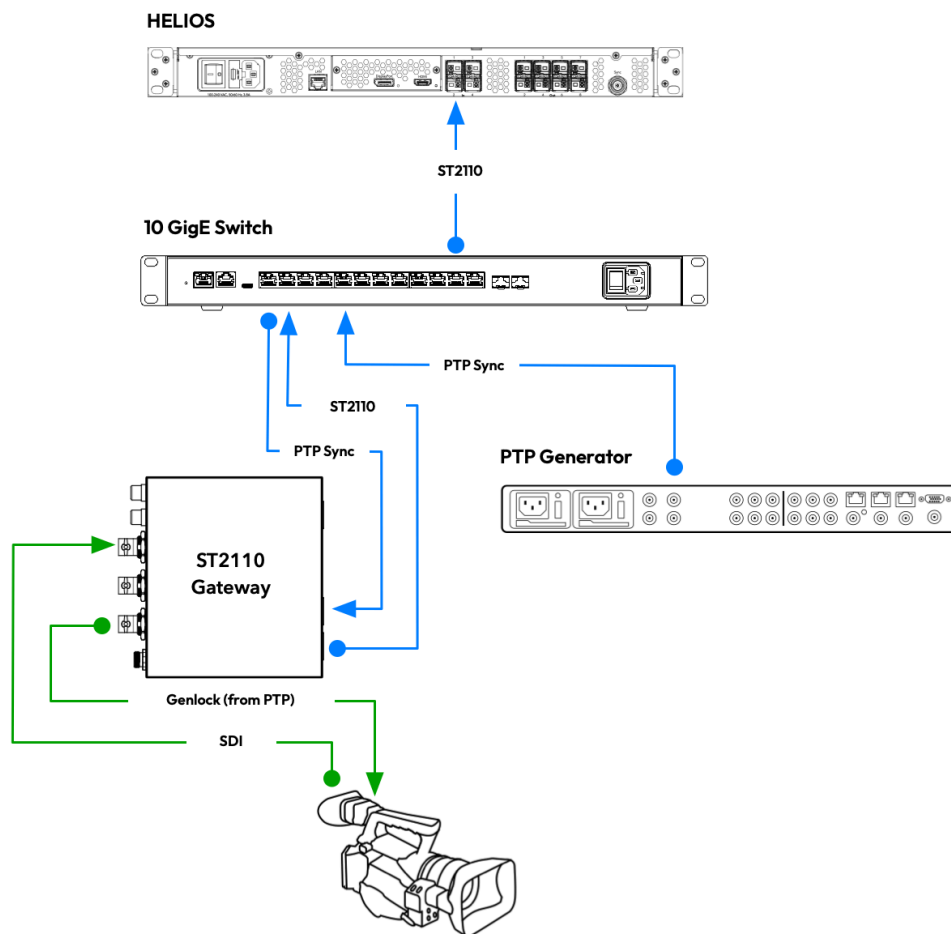 HELIOS
ST2110
10 GigE Switch
PTP Sync
ST2110
PTP Sync
PTP Generator
ST2110
Gateway
Genlock (from PTP)
SDI